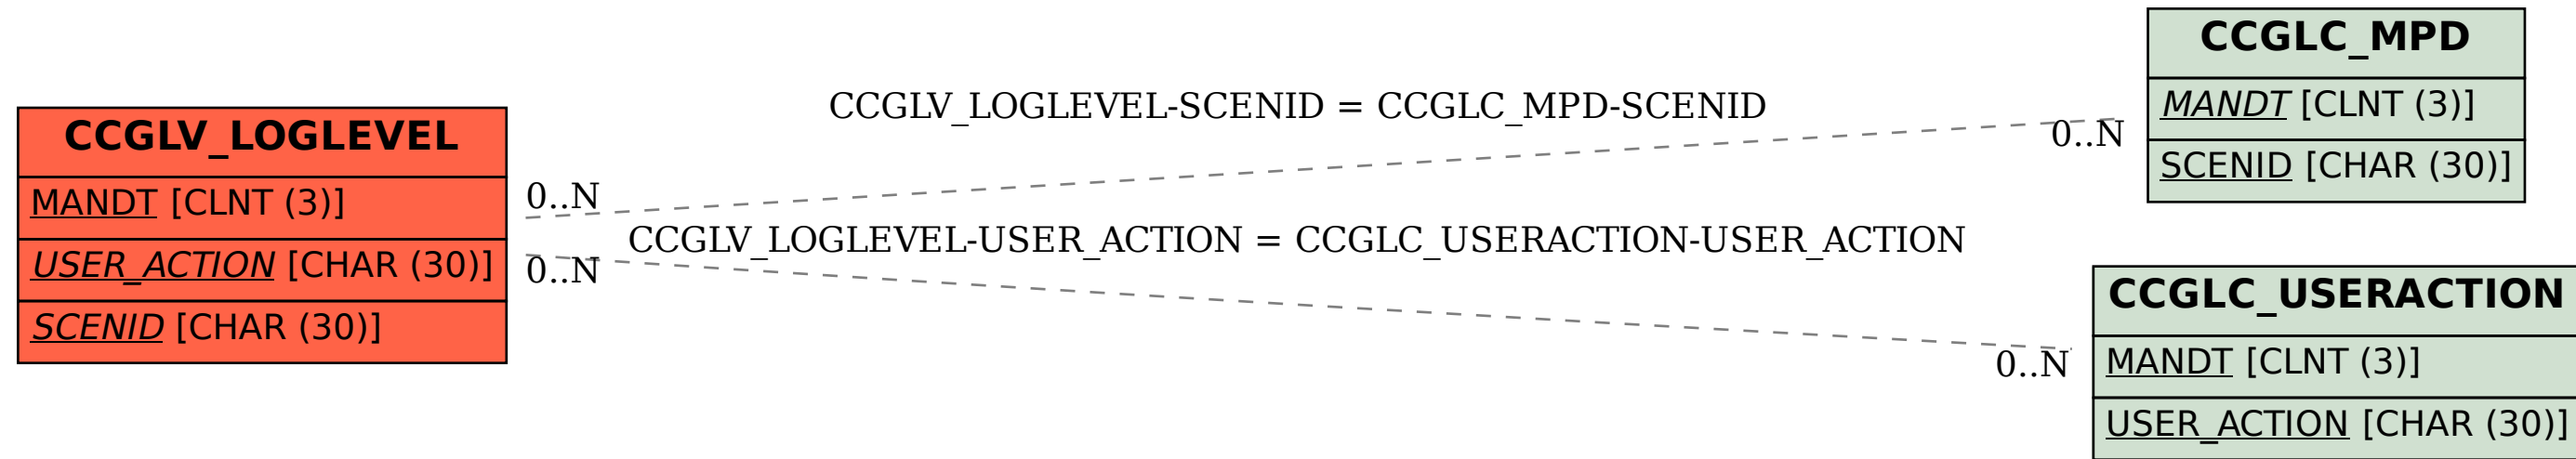 CCGLV_LOGLEVEL
MANDT [CLNT (3)]
USER_ACTION [CHAR (30)]
SCENID [CHAR (30)]
CCGLV_LOGLEVEL-SCENID = CCGLC_MPD-SCENID
0..N
0..N
CCGLV_LOGLEVEL-USER_ACTION = CCGLC_USERACTION-USER_ACTION
0..N
0..N
CCGLC_MPD
MANDT [CLNT (3)]
SCENID [CHAR (30)]
CCGLC_USERACTION
MANDT [CLNT (3)]
USER_ACTION [CHAR (30)]